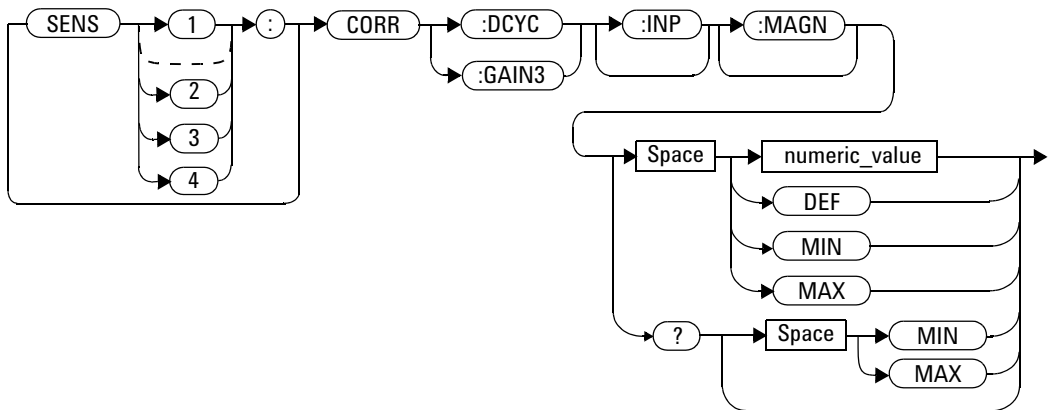 SENS 1 : CORR :DCYC :INP :MAGN
:GAIN3
2
3
4
Space numeric_value
DEF
MIN
MAX
? Space MIN
MAX